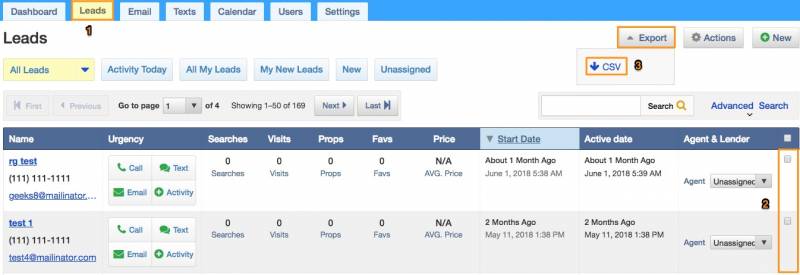 Dashboard Leads Email Texts Calendar Users Settings
1
Leads
Export Actions New
CSV 3
All Leads Activity Today All My Leads My New Leads New Unassigned
First Previous Go to page 1 of 4 Showing 1–50 of 169 Next Last Search Advanced Search
Name Urgency Searches Visits Props Favs Price Start Date Active date Agent & Lender
rg test Call Text 0 0 0 0 N/A About 1 Month Ago About 1 Month Ago
(111) 111-1111 Searches Visits Props Favs AVG. Price June 1, 2018 5:38 AM June 1, 2018 5:39 AM Agent Unassigned
geeks8@mailinator.... Email Activity
2
test 1 Call Text 0 0 0 0 N/A 2 Months Ago 2 Months Ago
(111) 111-1111 Searches Visits Props Favs AVG. Price May 11, 2018 1:38 PM May 11, 2018 1:38 PM Agent Unassigned
test4@mailinator.com Email Activity